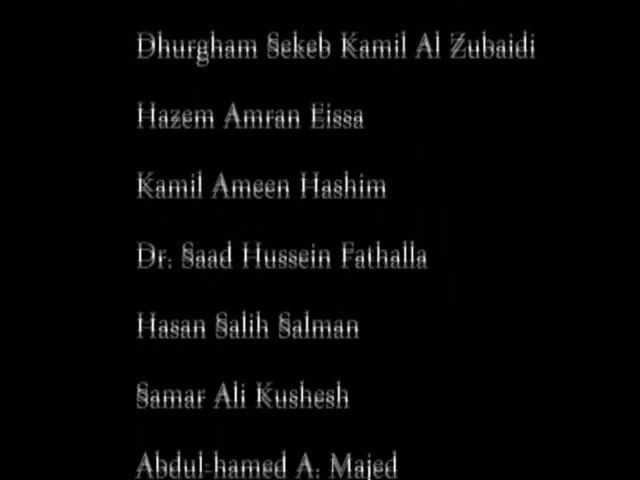 Dhurgham Sekeb Kamil Al Zubaidi
Hazem Amran Eissa
Kamil Ameen Hashim
Dr. Saad Hussein Fathalla
Hasan Salih Salman
Samar Ali Kushesh
Abdul-hamed A. Majed